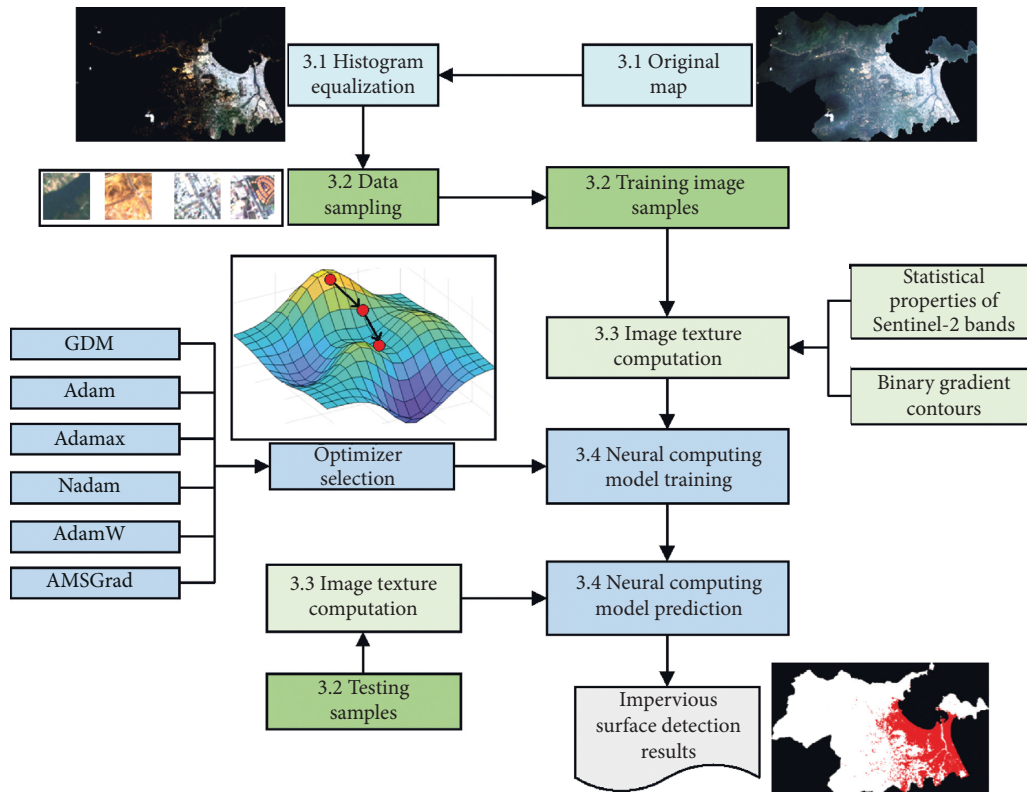 3.1 Histogram
equalization
3.1 Original
map
3.2 Data
sampling
3.2 Training image
samples
Statistical
properties of
Sentinel-2 bands
3.3 Image texture
computation
Binary gradient
contours
GDM
Adam
Adamax
Nadam
AdamW
AMSGrad
Optimizer
selection
3.4 Neural computing
model training
3.3 Image texture
computation
3.4 Neural computing
model prediction
3.2 Testing
samples
Impervious
surface detection
results